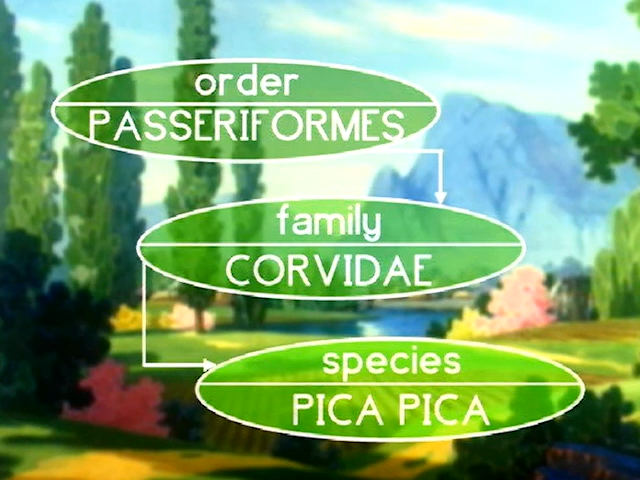 order
PASSERIFORMES
family
CORVIDAE
species
PICA PICA